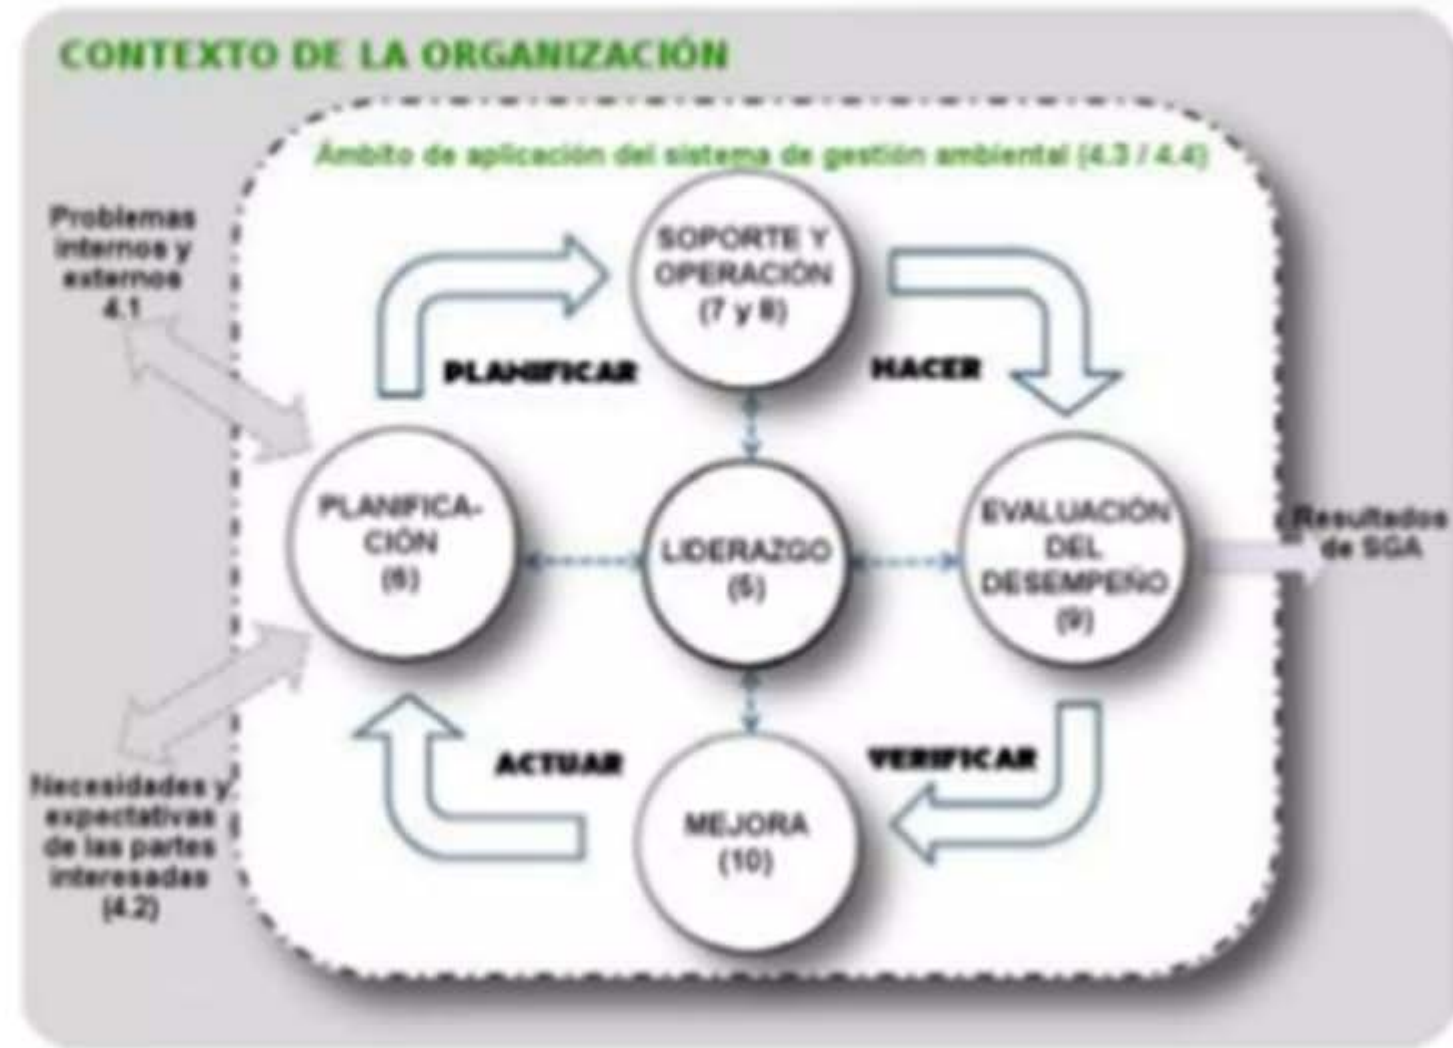 CONTEXTO DE LA ORGANIZACIÓN
Ámbito de aplicación del sistema de gestión ambiental (4.3 / 4.4)
Problemas
internos y
externos
4.1
SOPORTE Y
OPERACIÓN
(7 y 8)
PLANIFICAR
HACER
PLANIFICA-
CIÓN
(6)
LIDERAZGO
(5)
EVALUACIÓN
DEL
DESEMPEÑO
(9)
Resultados
de SGA
ACTUAR
VERIFICAR
Necesidades y
expectativas
de las partes
interesadas
(4.2)
MEJORA
(10)